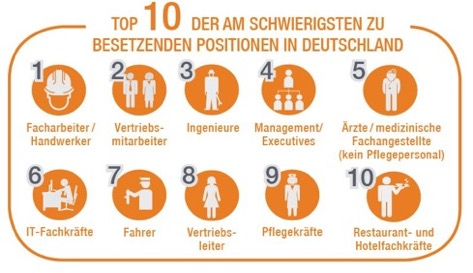 TOP 10 DER AM SCHWIERIGSTEN ZU
BESETZENDEN POSITIONEN IN DEUTSCHLAND
1
Facharbeiter/
Handwerker
2
Vertriebs-
mitarbeiter
3
Ingenieure
4
Management/
Executives
5
Ärzte/medizinische
Fachangestellte
(kein Pflegepersonal)
6
IT-Fachkräfte
7
Fahrer
8
Vertriebs-
leiter
9
Pflegekräfte
10
Restaurant- und
Hotelfachkräfte